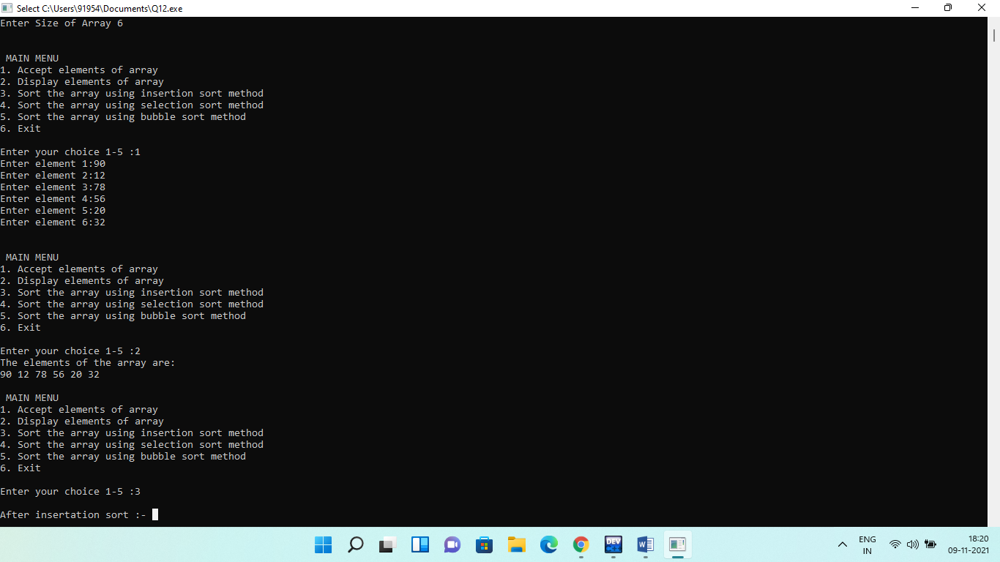 Select C:\Users\91954\Documents\Q12.exe
Enter Size of Array 6
MAIN MENU
1. Accept elements of array
2. Display elements of array
3. Sort the array using insertion sort method
4. Sort the array using selection sort method
5. Sort the array using bubble sort method
6. Exit
Enter your choice 1-5 :1
Enter element 1:90
Enter element 2:12
Enter element 3:78
Enter element 4:56
Enter element 5:20
Enter element 6:32
MAIN MENU
1. Accept elements of array
2. Display elements of array
3. Sort the array using insertion sort method
4. Sort the array using selection sort method
5. Sort the array using bubble sort method
6. Exit
Enter your choice 1-5 :2
The elements of the array are:
90 12 78 56 20 32
MAIN MENU
1. Accept elements of array
2. Display elements of array
3. Sort the array using insertion sort method
4. Sort the array using selection sort method
5. Sort the array using bubble sort method
6. Exit
Enter your choice 1-5 :3
After insertation sort :-
DEV
W
ENG
IN
18:20
09-11-2021